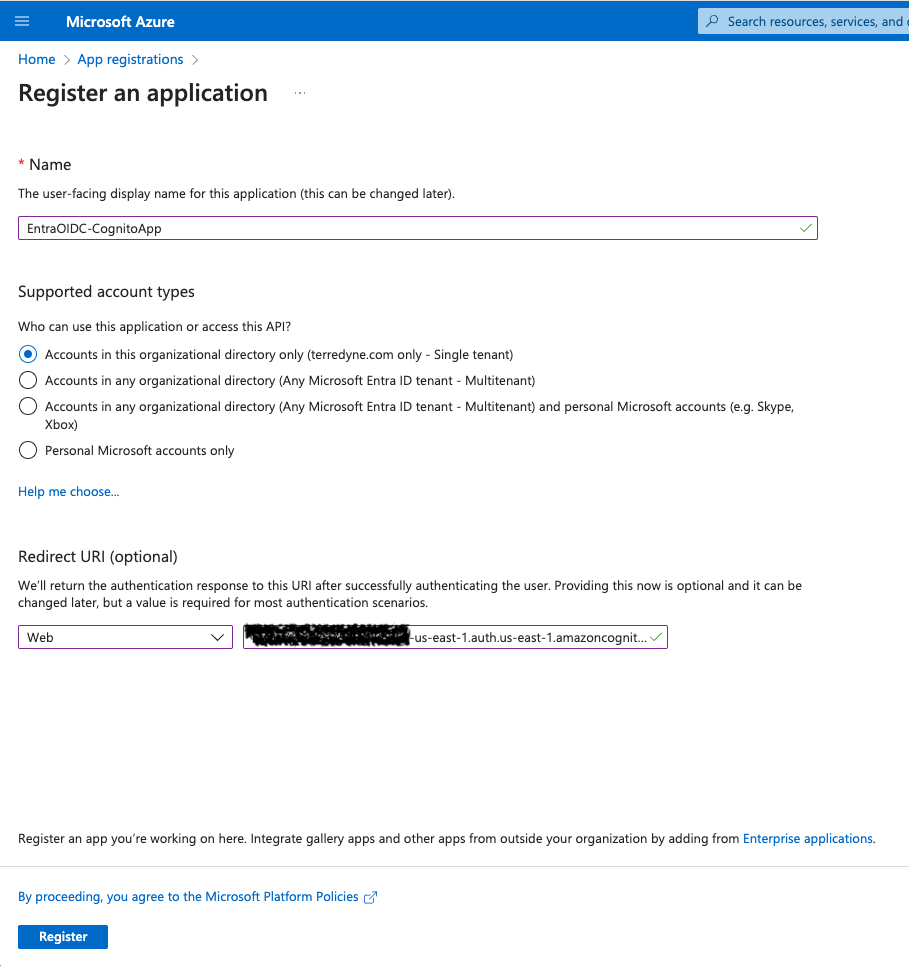 Microsoft Azure
Search resources, services, and
Home > App registrations >
Register an application ...
* Name
The user-facing display name for this application (this can be changed later).
EntraOIDC-CognitoApp
Supported account types
Who can use this application or access this API?
Accounts in this organizational directory only (terredyne.com only - Single tenant)
Accounts in any organizational directory (Any Microsoft Entra ID tenant - Multitenant)
Accounts in any organizational directory (Any Microsoft Entra ID tenant - Multitenant) and personal Microsoft accounts (e.g. Skype,
Xbox)
Personal Microsoft accounts only
Help me choose...
Redirect URI (optional)
We'll return the authentication response to this URI after successfully authenticating the user. Providing this now is optional and it can be
changed later, but a value is required for most authentication scenarios.
Web
-us-east-1.auth.us-east-1.amazoncognit...
Register an app you're working on here. Integrate gallery apps and other apps from outside your organization by adding from Enterprise applications.
By proceeding, you agree to the Microsoft Platform Policies
Register